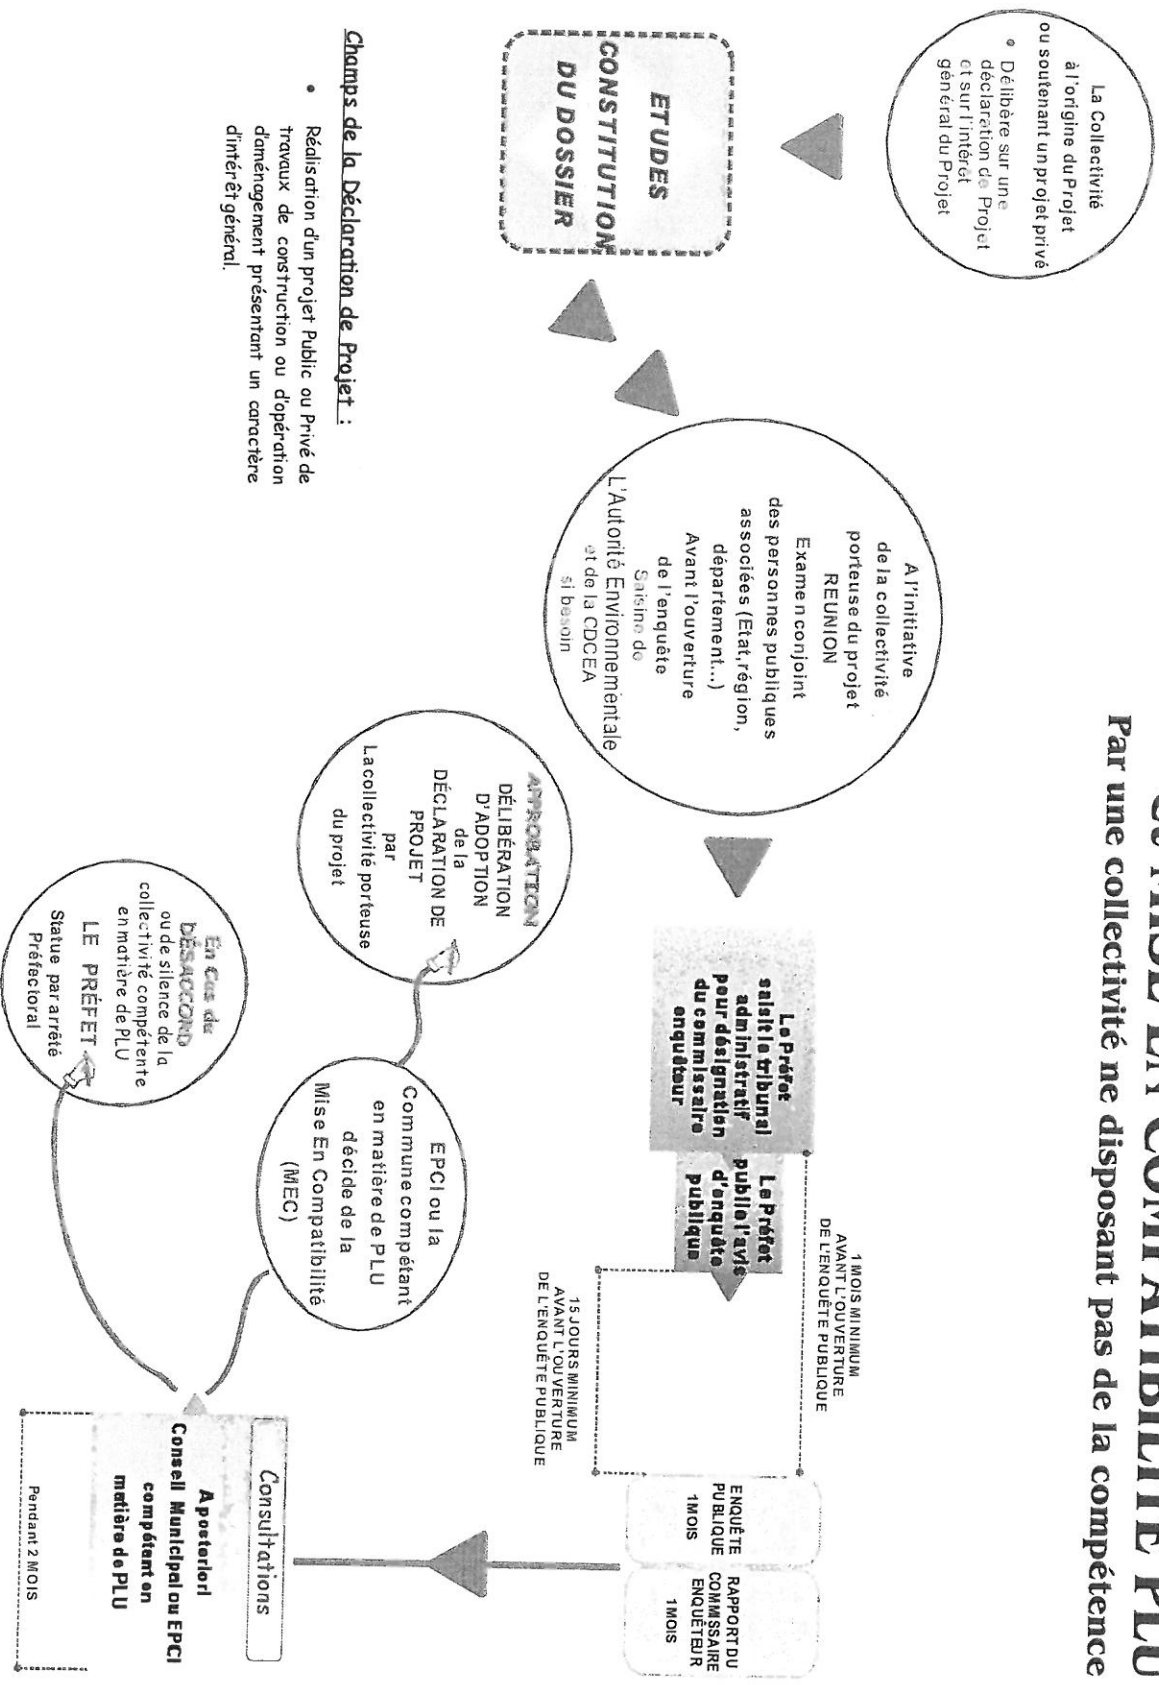 MISE EN COMPATIBILITE PLU
Par une collectivité ne disposant pas de la compétence
La Collectivité
à l'origine du Projet
ou soutenant un projet privé
• Délibère sur une
déclaration de Projet
et sur l'intérêt
général du Projet
ETUDES
CONSTITUTION
DU DOSSIER
A l'initiative
de la collectivité
porteuse du projet
REUNION
Examen conjoint
des personnes publiques
associées (Etat, région,
département...)
Avant l'ouverture
de l'enquête
Saisine de
L'Autorité Environnementale
et de la CDCEA
si besoin
Le Préfet
saisit le tribunal
administratif
pour désignation
du commissaire
enquêteur
Le Préfet
publie l'avis
d'enquête
publique
1 MOIS MINIMUM
AVANT L'OUVERTURE
DE L'ENQUÊTE PUBLIQUE
15 JOURS MINIMUM
AVANT L'OUVERTURE
DE L'ENQUÊTE PUBLIQUE
ENQUÊTE
PUBLIQUE
1 MOIS
RAPPORT DU
COMMISSAIRE
ENQUÊTEUR
1 MOIS
Consultations
A posteriori
Conseil Municipal ou EPCI
compétent en
matière de PLU
Pendant 2 MOIS
EPCI ou la
Commune compétant
en matière de PLU
décide de la
Mise En Compatibilité
(MEC)
APPROBATION
DÉLIBÉRATION
D'ADOPTION
de la
DÉCLARATION DE
PROJET
par
La collectivité porteuse
du projet
En Cas de
DÉSACCORD
ou de silence de la
collectivité compétente
en matière de PLU
LE PRÉFET
Statue par arrêté
Préfectoral
Champs de la Déclaration de Projet :
• Réalisation d'un projet Public ou Privé de
travaux de construction ou d'opération
d'aménagement présentant un caractère
d'intérêt général.